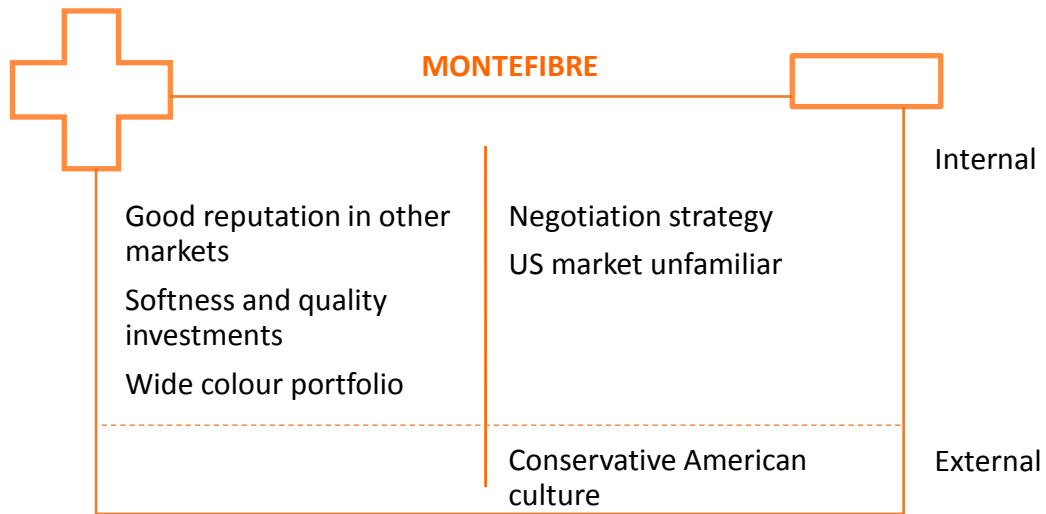 MONTEFIBRE
Internal
Good reputation in other
markets
Softness and quality
investments
Wide colour portfolio
Negotiation strategy
US market unfamiliar
Conservative American
culture
External